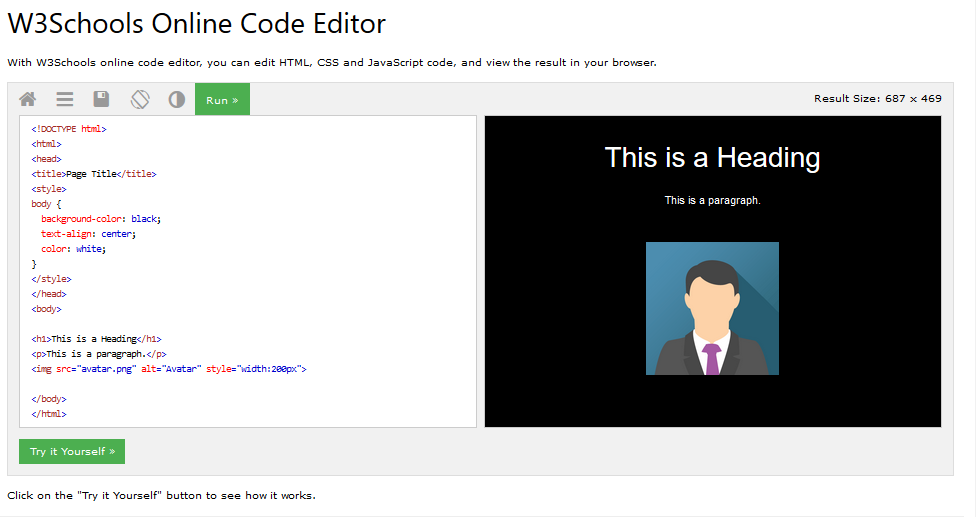 W3Schools Online Code Editor
With W3Schools online code editor, you can edit HTML, CSS and JavaScript code, and view the result in your browser.
Run »
Result Size: 687 x 469
<!DOCTYPE html>
<html>
<head>
<title>Page Title</title>
<style>
body {
  background-color: black;
  text-align: center;
  color: white;
}
</style>
</head>
<body>

<h1>This is a Heading</h1>
<p>This is a paragraph.</p>
<img src="avatar.png" alt="Avatar" style="width:200px">

</body>
</html>
This is a Heading
This is a paragraph.
Try it Yourself »
Click on the "Try it Yourself" button to see how it works.